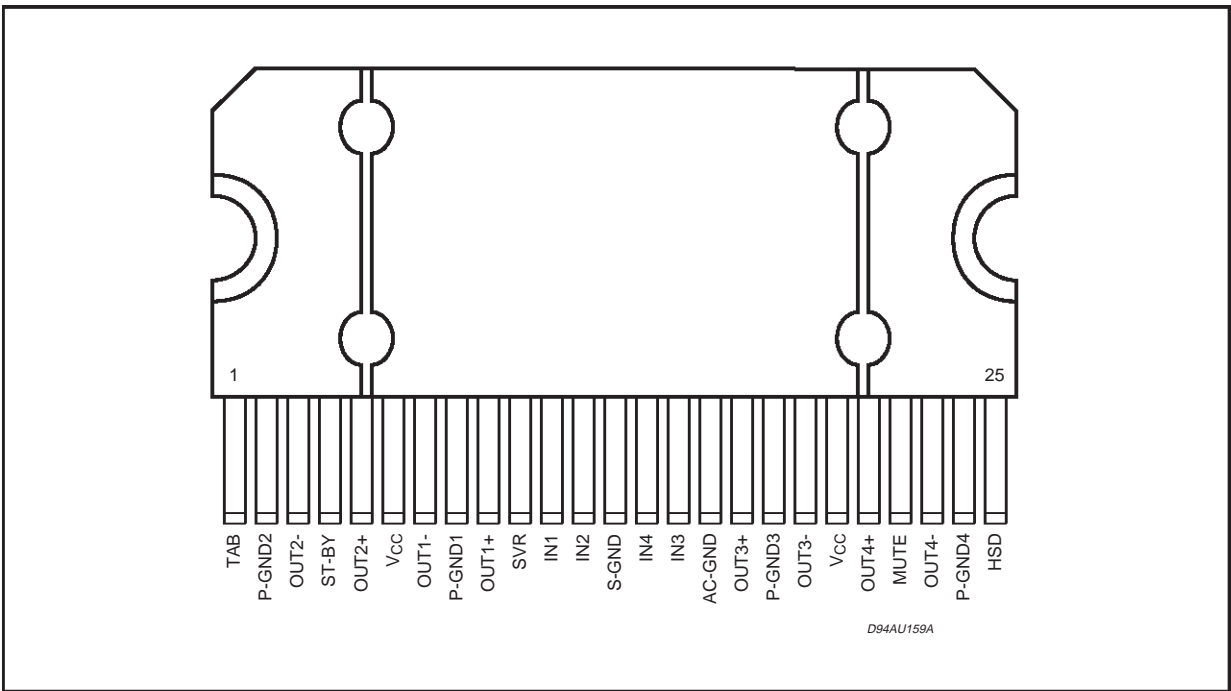 1
25
TAB
P-GND2
OUT2-
ST-BY
OUT2+
VCC
OUT1-
P-GND1
OUT1+
SVR
IN1
IN2
S-GND
IN4
IN3
AC-GND
OUT3+
P-GND3
OUT3-
VCC
OUT4+
MUTE
OUT4-
P-GND4
HSD
D94AU159A